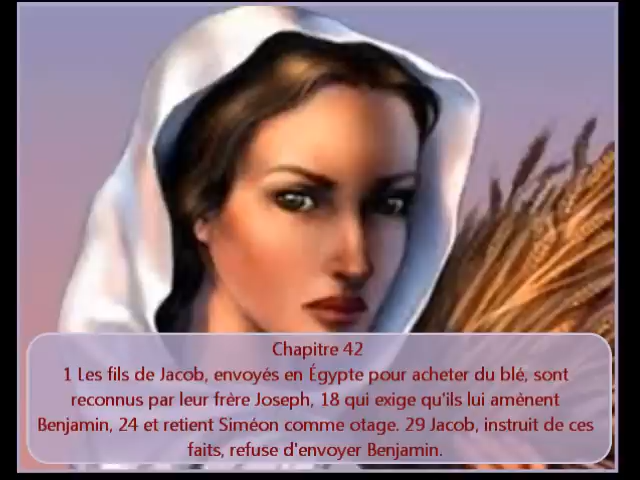 Chapitre 42
1 Les fils de Jacob, envoyés en Égypte pour acheter du blé, sont
reconnus par leur frère Joseph, 18 qui exige qu'ils lui amènent
Benjamin, 24 et retient Siméon comme otage. 29 Jacob, instruit de ces
faits, refuse d'envoyer Benjamin.